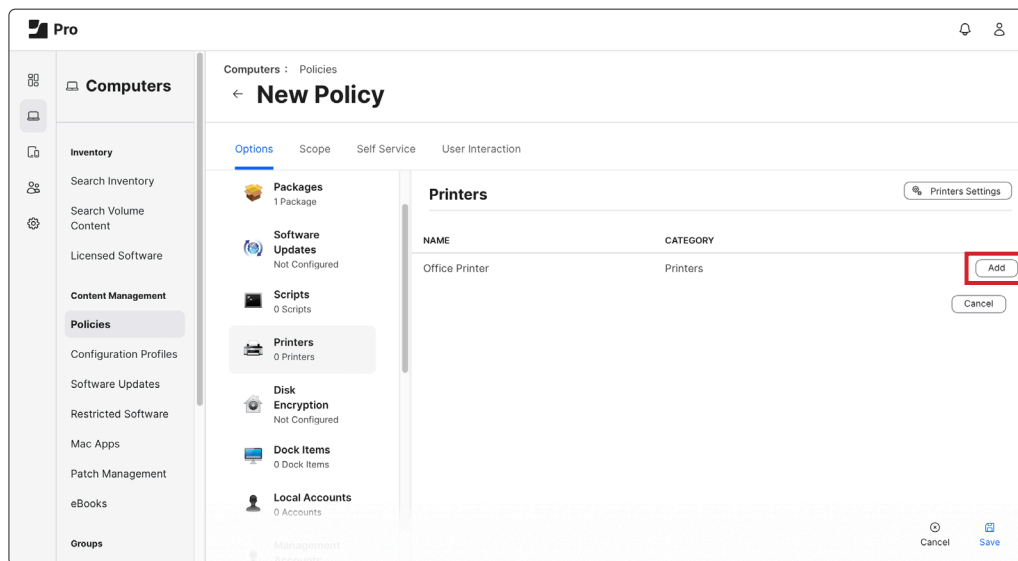 Pro
Computers
Inventory
Search Inventory
Search Volume
Content
Licensed Software
Content Management
Policies
Configuration Profiles
Software Updates
Restricted Software
Mac Apps
Patch Management
eBooks
Groups
Computers : Policies
New Policy
Options Scope Self Service User Interaction
Packages
1 Package
Software
Updates
Not Configured
Scripts
0 Scripts
Printers
0 Printers
Disk
Encryption
Not Configured
Dock Items
0 Dock Items
Local Accounts
0 Accounts
Management
Accounts
Printers
Printers Settings
NAME CATEGORY
Office Printer Printers Add
Cancel
Cancel Save